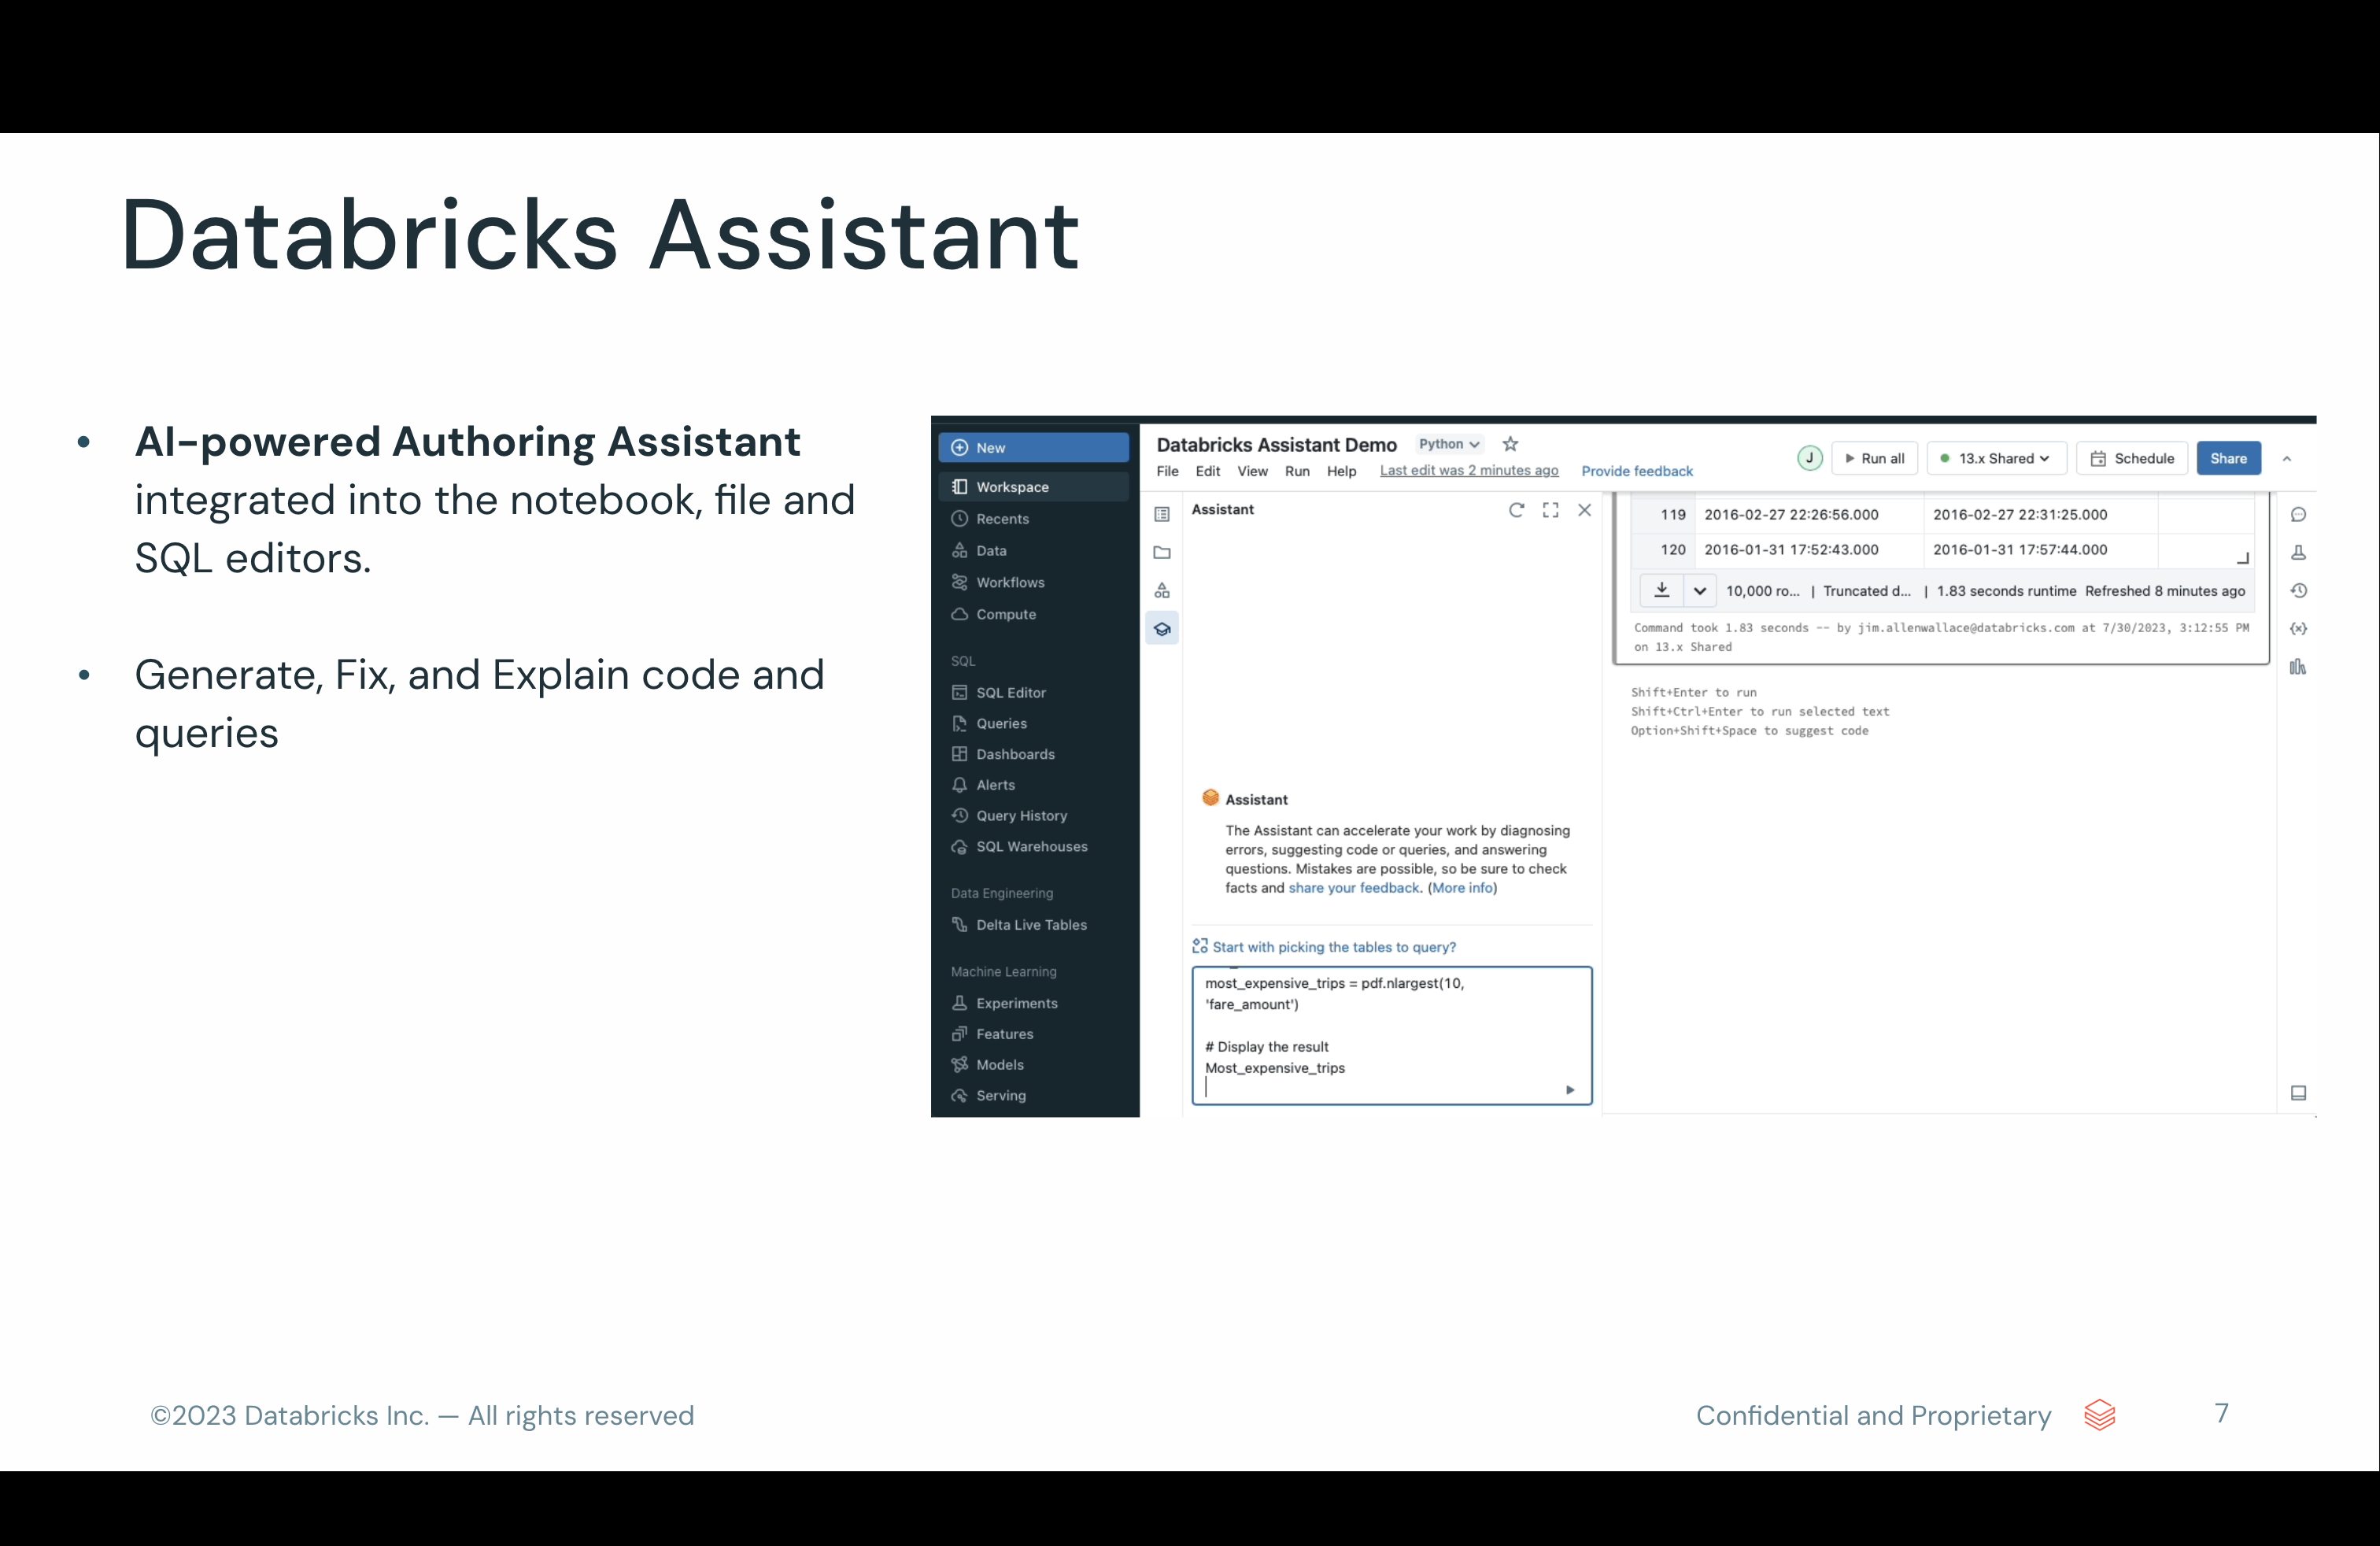 Databricks Assistant
• AI-powered Authoring Assistant
integrated into the notebook, file and
SQL editors.
• Generate, Fix, and Explain code and
queries
New
Workspace
Recents
Data
Workflows
Compute
SQL
SQL Editor
Queries
Dashboards
Alerts
Query History
SQL Warehouses
Data Engineering
Delta Live Tables
Machine Learning
Experiments
Features
Models
Serving
Databricks Assistant Demo Python
File Edit View Run Help Last edit was 2 minutes ago Provide feedback
J Run all 13.x Shared Schedule Share
Assistant
Assistant
The Assistant can accelerate your work by diagnosing
errors, suggesting code or queries, and answering
questions. Mistakes are possible, so be sure to check
facts and share your feedback. (More info)
Start with picking the tables to query?
most_expensive_trips = pdf.nlargest(10,
'fare_amount')
# Display the result
Most_expensive_trips
119 2016-02-27 22:26:56.000 2016-02-27 22:31:25.000
120 2016-01-31 17:52:43.000 2016-01-31 17:57:44.000
10,000 ro... | Truncated d... | 1.83 seconds runtime Refreshed 8 minutes ago
Command took 1.83 seconds -- by jim.allenwallace@databricks.com at 7/30/2023, 3:12:55 PM
on 13.x Shared
Shift+Enter to run
Shift+Ctrl+Enter to run selected text
Option+Shift+Space to suggest code
©2023 Databricks Inc. — All rights reserved
Confidential and Proprietary
7